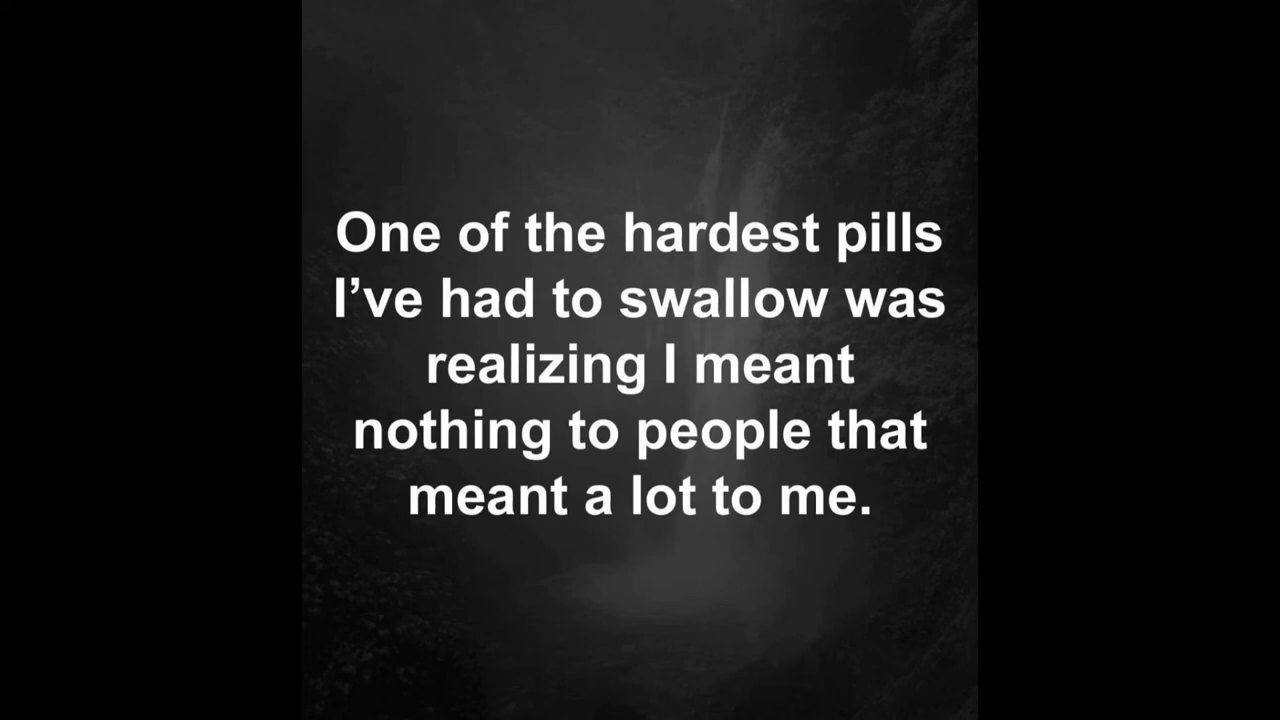 One of the hardest pills
I’ve had to swallow was
realizing I meant
nothing to people that
meant a lot to me.